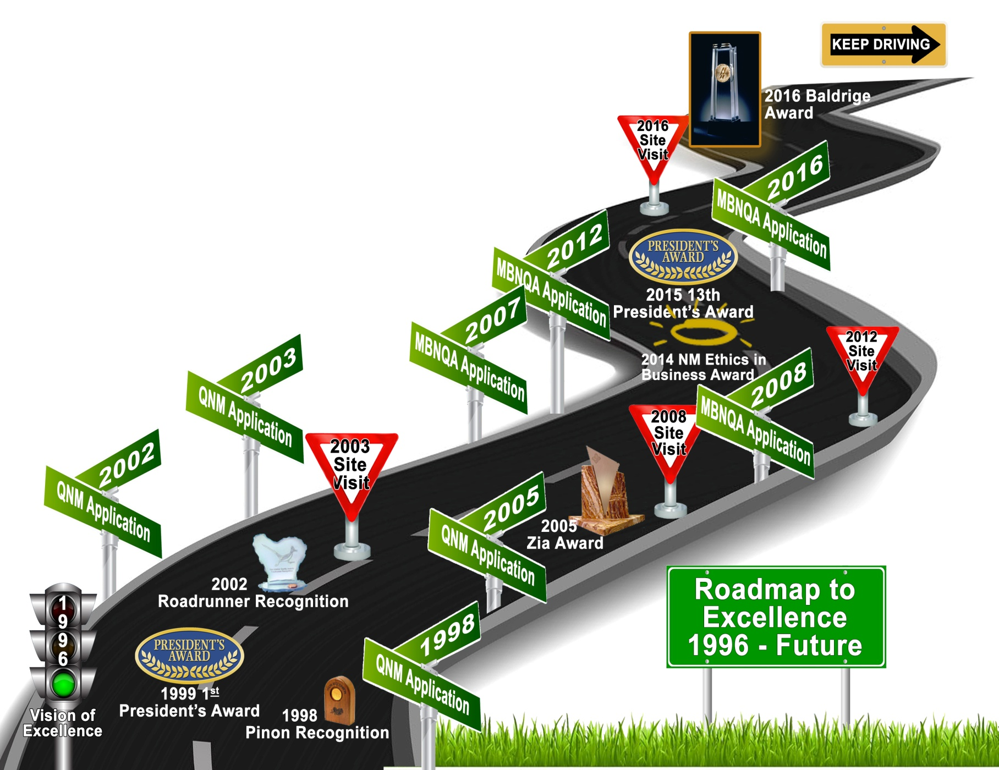 KEEP DRIVING
2016 Baldrige
Award
2016
Site
Visit
2016
MBNQA Application
2012
MBNQA Application
PRESIDENT'S
AWARD
2015 13th
President's Award
2007
MBNQA Application
2012
Site
Visit
2014 NM Ethics in
Business Award
2008
MBNQA Application
2003
QNM Application
2008
Site
Visit
2003
Site
Visit
2002
QNM Application
2005
QNM Application
2005
Zia Award
2002
Roadrunner Recognition
1
9
9
6
Vision of
Excellence
PRESIDENT'S
AWARD
1999 1st
President's Award
1998
QNM Application
1998
Pinon Recognition
Roadmap to
Excellence
1996 - Future